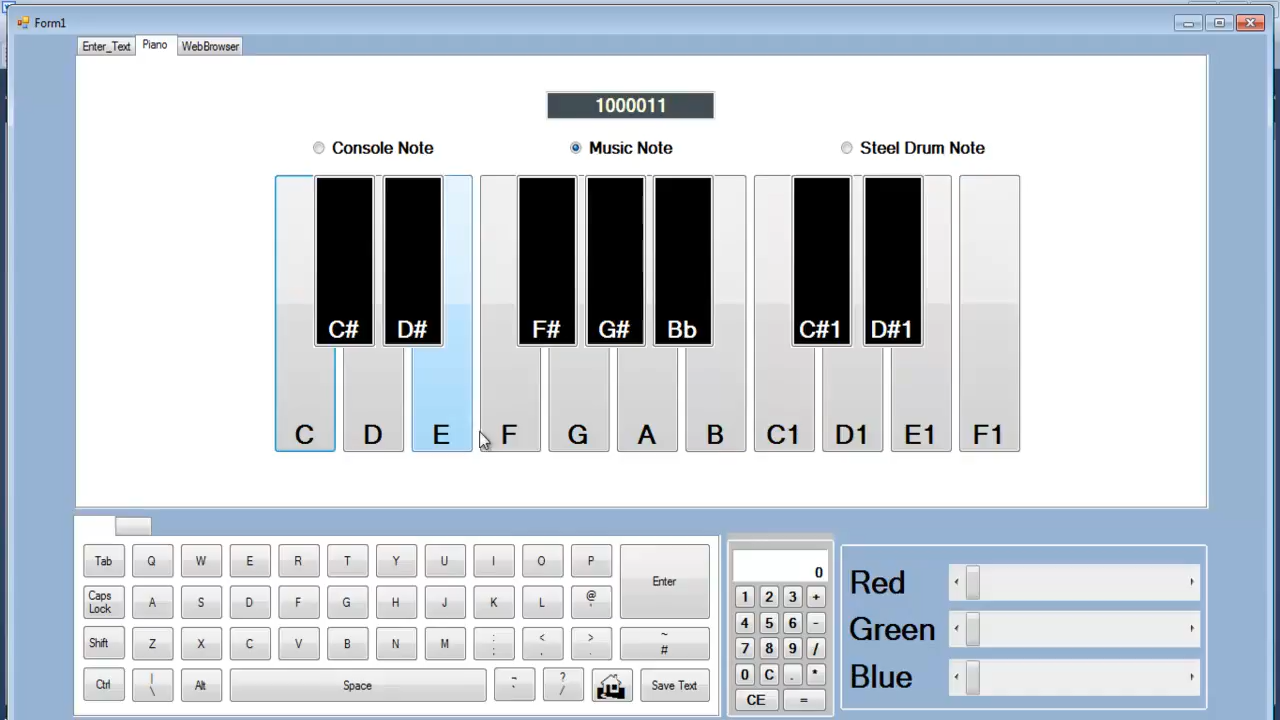 Form1
Enter_Text Piano WebBrowser
1000011
Console Note Music Note Steel Drum Note
C# D# F# G# Bb C#1 D#1
C D E F G A B C1 D1 E1 F1
Tab Q W E R T Y U I O P Enter
Caps Lock A S D F G H J K L @ '
Shift Z X C V B N M : ; < , > . ~ #
Ctrl | \ Alt Space ¬ ` ? / Save Text
0
1 2 3 +
4 5 6 -
7 8 9 /
0 C . *
CE =
Red
Green
Blue